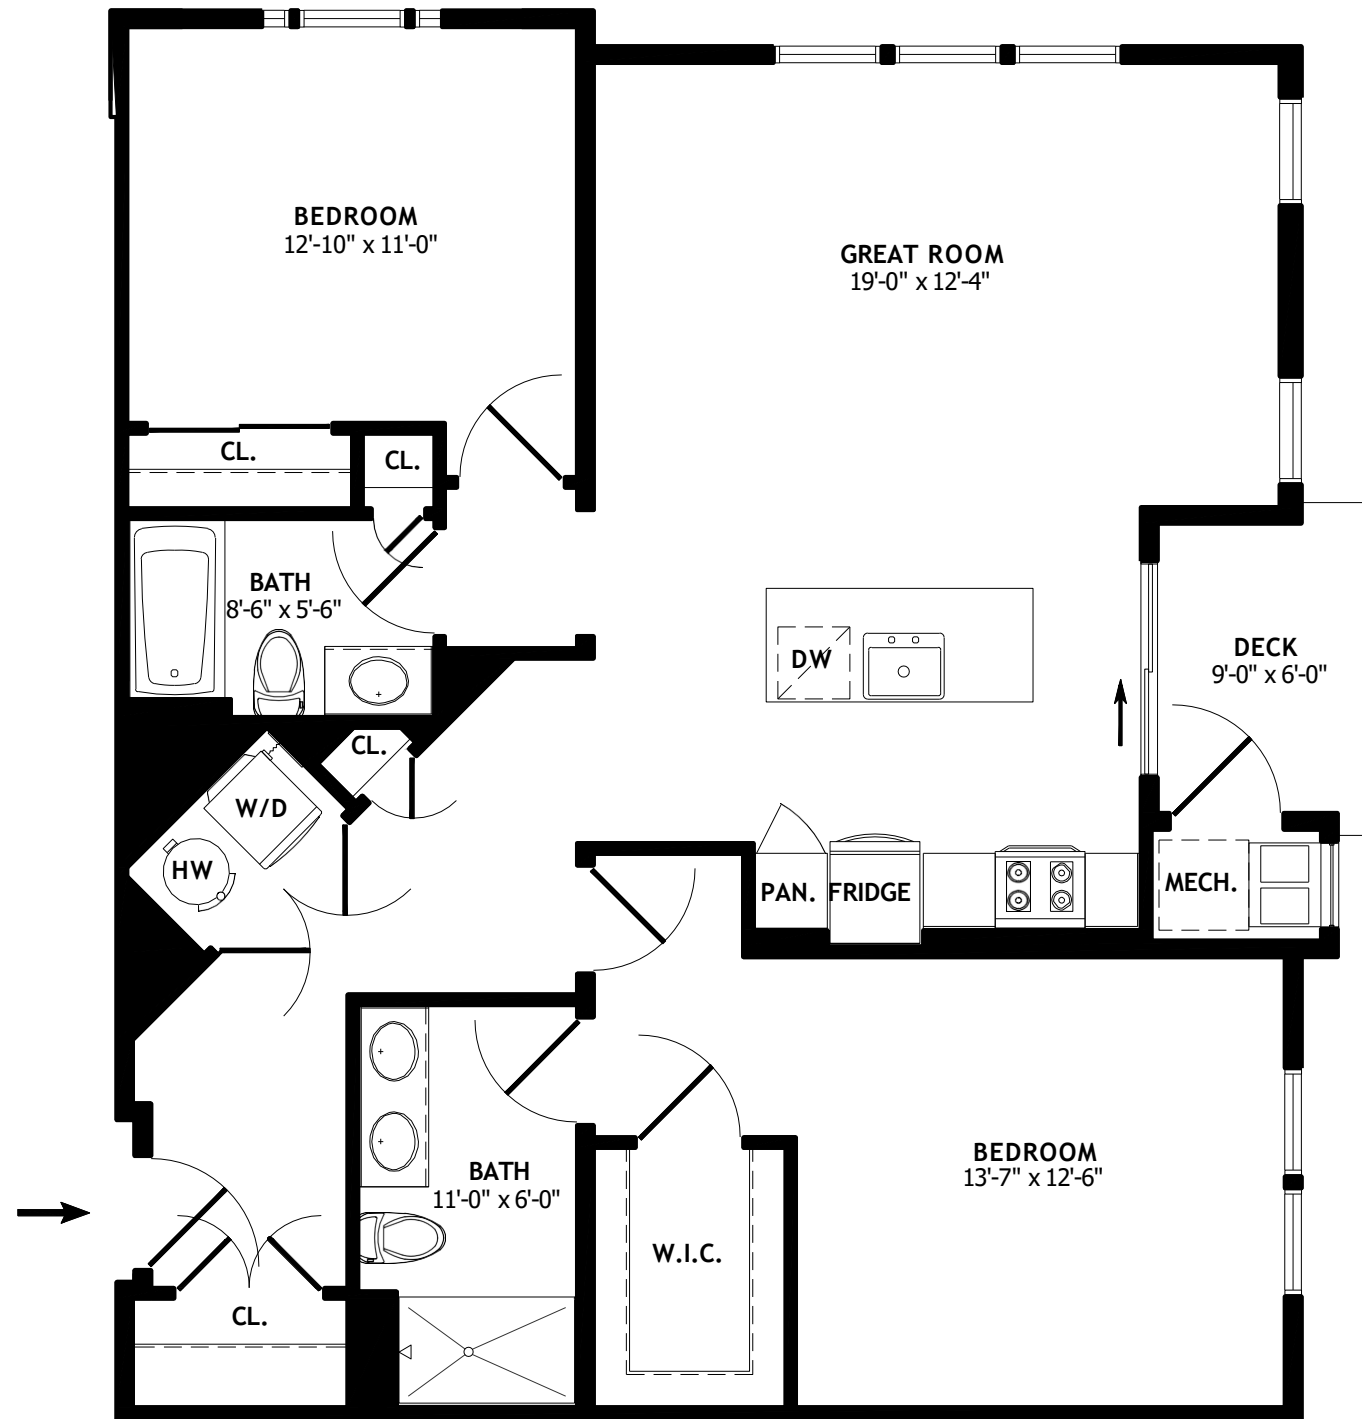 BEDROOM
12'-10" x 11'-0"
GREAT ROOM
19'-0" x 12'-4"
CL.
CL.
BATH
8'-6" x 5'-6"
DW
DECK
9'-0" x 6'-0"
CL.
W/D
HW
PAN.
FRIDGE
MECH.
BATH
11'-0" x 6'-0"
BEDROOM
13'-7" x 12'-6"
W.I.C.
CL.